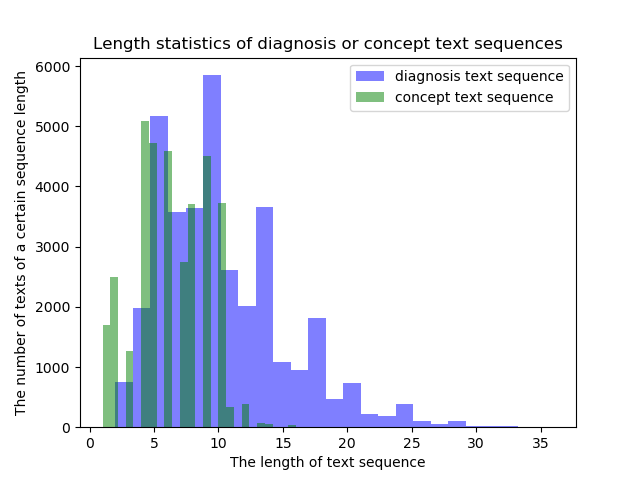 Length statistics of diagnosis or concept text sequences
The number of texts of a certain sequence length
6000
5000
4000
3000
2000
1000
0
diagnosis text sequence
concept text sequence
0 5 10 15 20 25 30 35
The length of text sequence